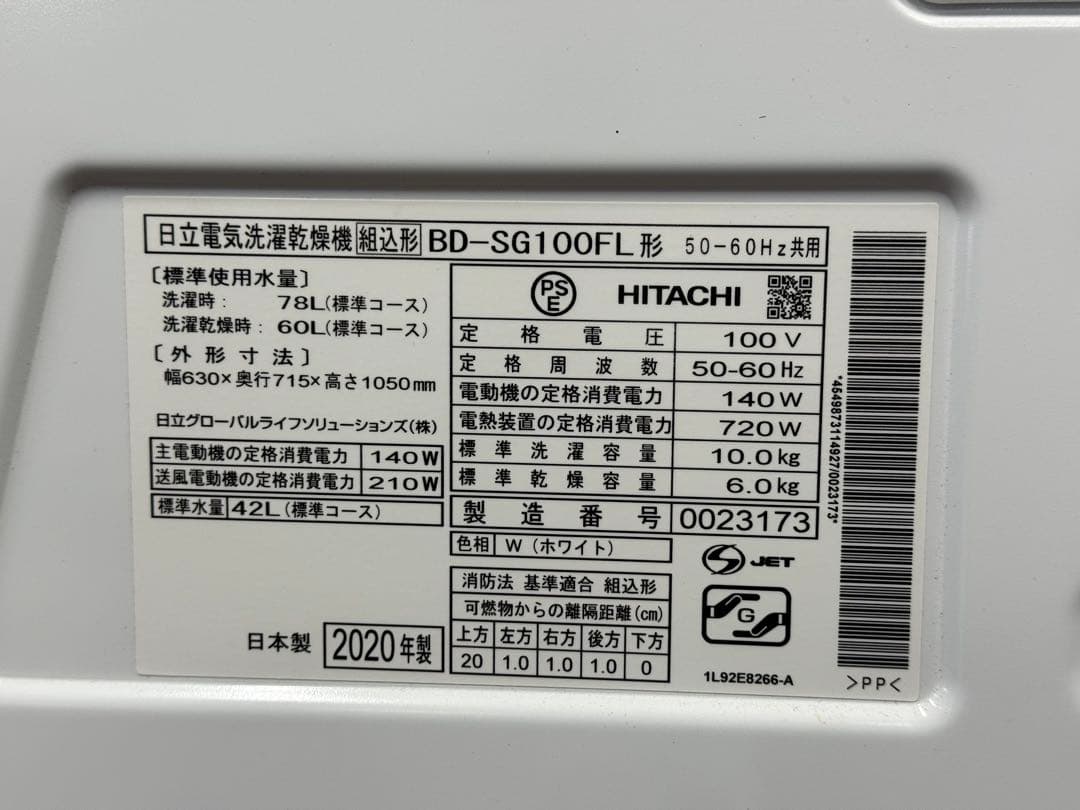 日立電気洗濯乾燥機 組込形 BD-SG100FL形 50-60Hz共用
〔標準使用水量〕
洗濯時: 78L(標準コース)
洗濯乾燥時: 60L(標準コース)
〔外形寸法〕
幅630×奥行715×高さ1050mm
日立グローバルライフソリューションズ(株)
主電動機の定格消費電力 140W
送風電動機の定格消費電力 210W
標準水量 42L(標準コース)
日本製 2020年製
PSE HITACHI
定格電圧 100V
定格周波数 50-60Hz
電動機の定格消費電力 140W
電熱装置の定格消費電力 720W
標準洗濯容量 10.0kg
標準乾燥容量 6.0kg
製造番号 0023173
色相 W(ホワイト)
消防法 基準適合 組込形
可燃物からの離隔距離(cm)
上方 左方 右方 後方 下方
20 1.0 1.0 1.0 0
S JET
G
1L92E8266-A
*4549873114927/0023173*
>PP<